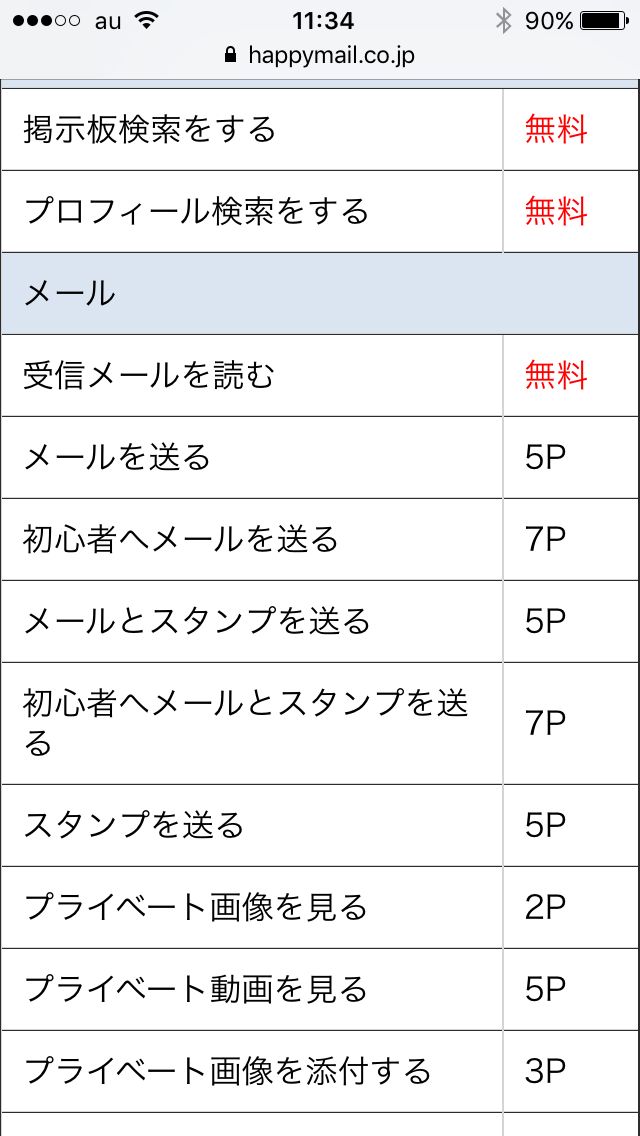 au 11:34 90%
happymail.co.jp
掲示板検索をする 無料
プロフィール検索をする 無料
メール
受信メールを読む 無料
メールを送る 5P
初心者へメールを送る 7P
メールとスタンプを送る 5P
初心者へメールとスタンプを送
る 7P
スタンプを送る 5P
プライベート画像を見る 2P
プライベート動画を見る 5P
プライベート画像を添付する 3P